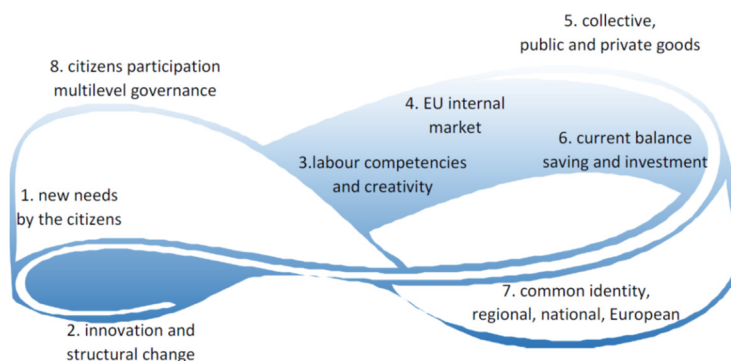 5. collective,
public and private goods
8. citizens participation
multilevel governance
4. EU internal
market
6. current balance
saving and investment
3.labour competencies
and creativity
1. new needs
by the citizens
7. common identity,
regional, national, European
2. innovation and
structural change